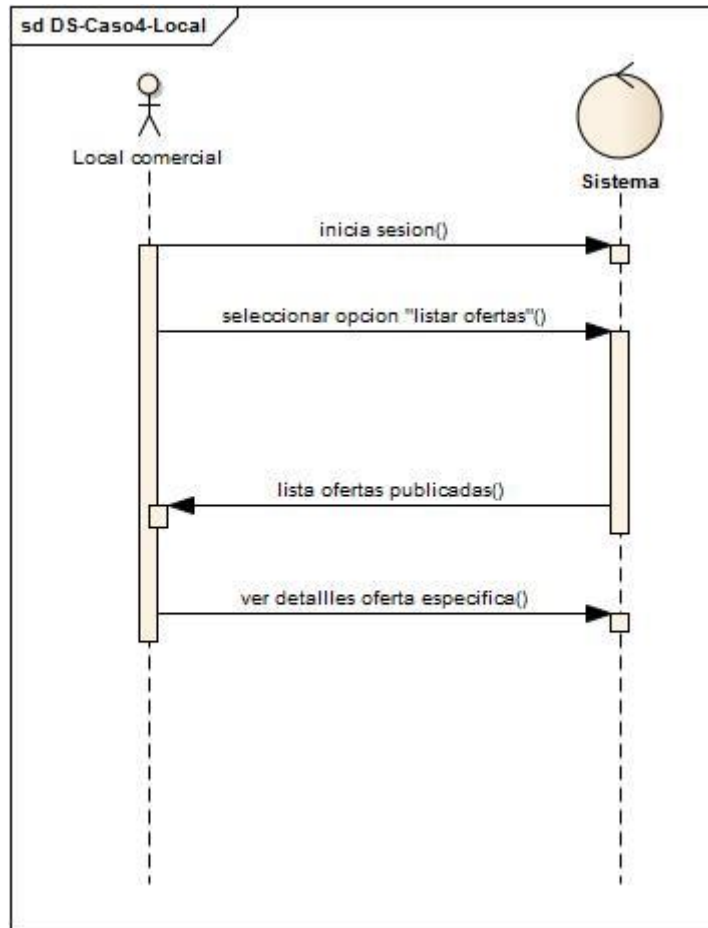 sd DS-Caso4-Local
Local comercial
Sistema
inicia sesion()
seleccionar opcion "listar ofertas"()
lista ofertas publicadas()
ver detallles oferta especifica()